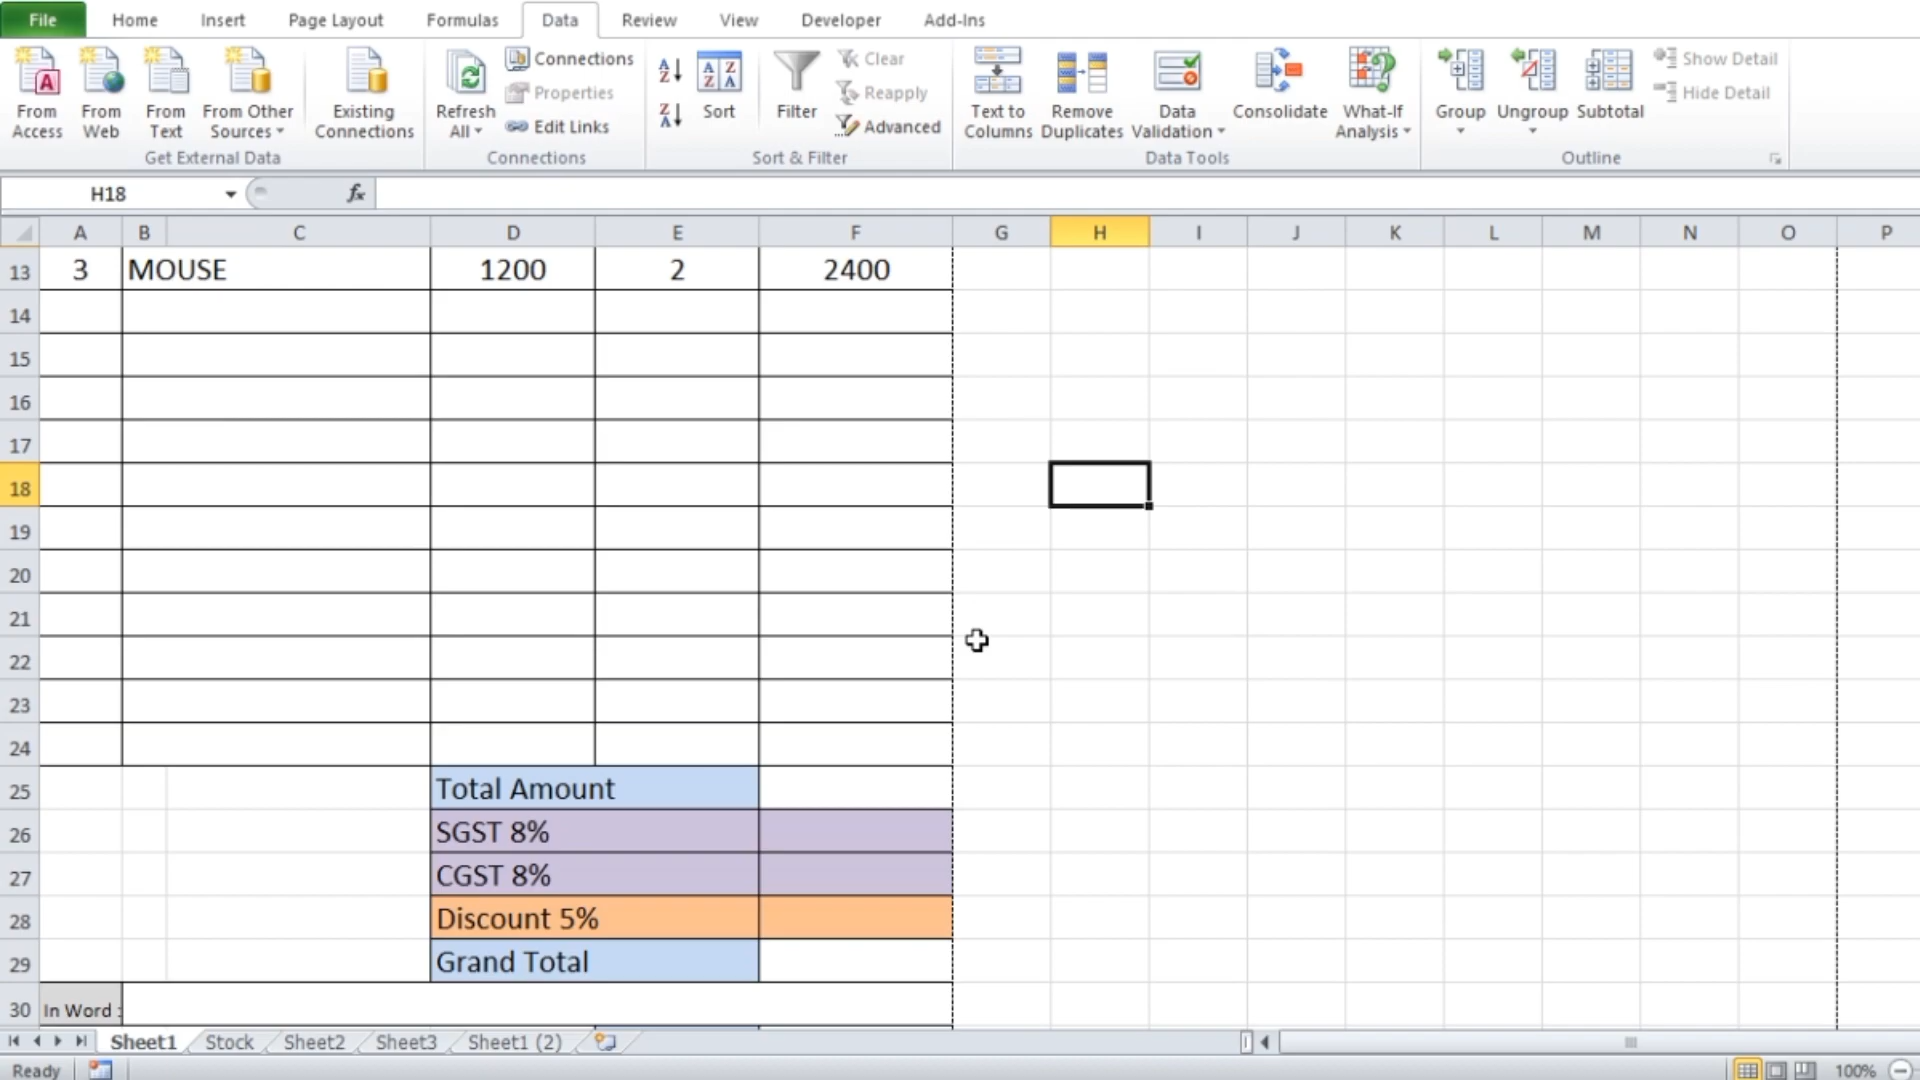 File Home Insert Page Layout Formulas Data Review View Developer Add-Ins
From Access From Web From Text From Other Sources Existing Connections Refresh All Connections Properties Edit Links Sort Filter Clear Reapply Advanced Text to Columns Remove Duplicates Data Validation Consolidate What-If Analysis Group Ungroup Subtotal Show Detail Hide Detail
Get External Data Connections Sort & Filter Data Tools Outline
H18 fx
A B C D E F G H I J K L M N O P
13 3 MOUSE 1200 2 2400
14
15
16
17
18
19
20
21
22
23
24
25 Total Amount
26 SGST 8%
27 CGST 8%
28 Discount 5%
29 Grand Total
30 In Word :
Sheet1 Stock Sheet2 Sheet3 Sheet1 (2)
Ready 100%